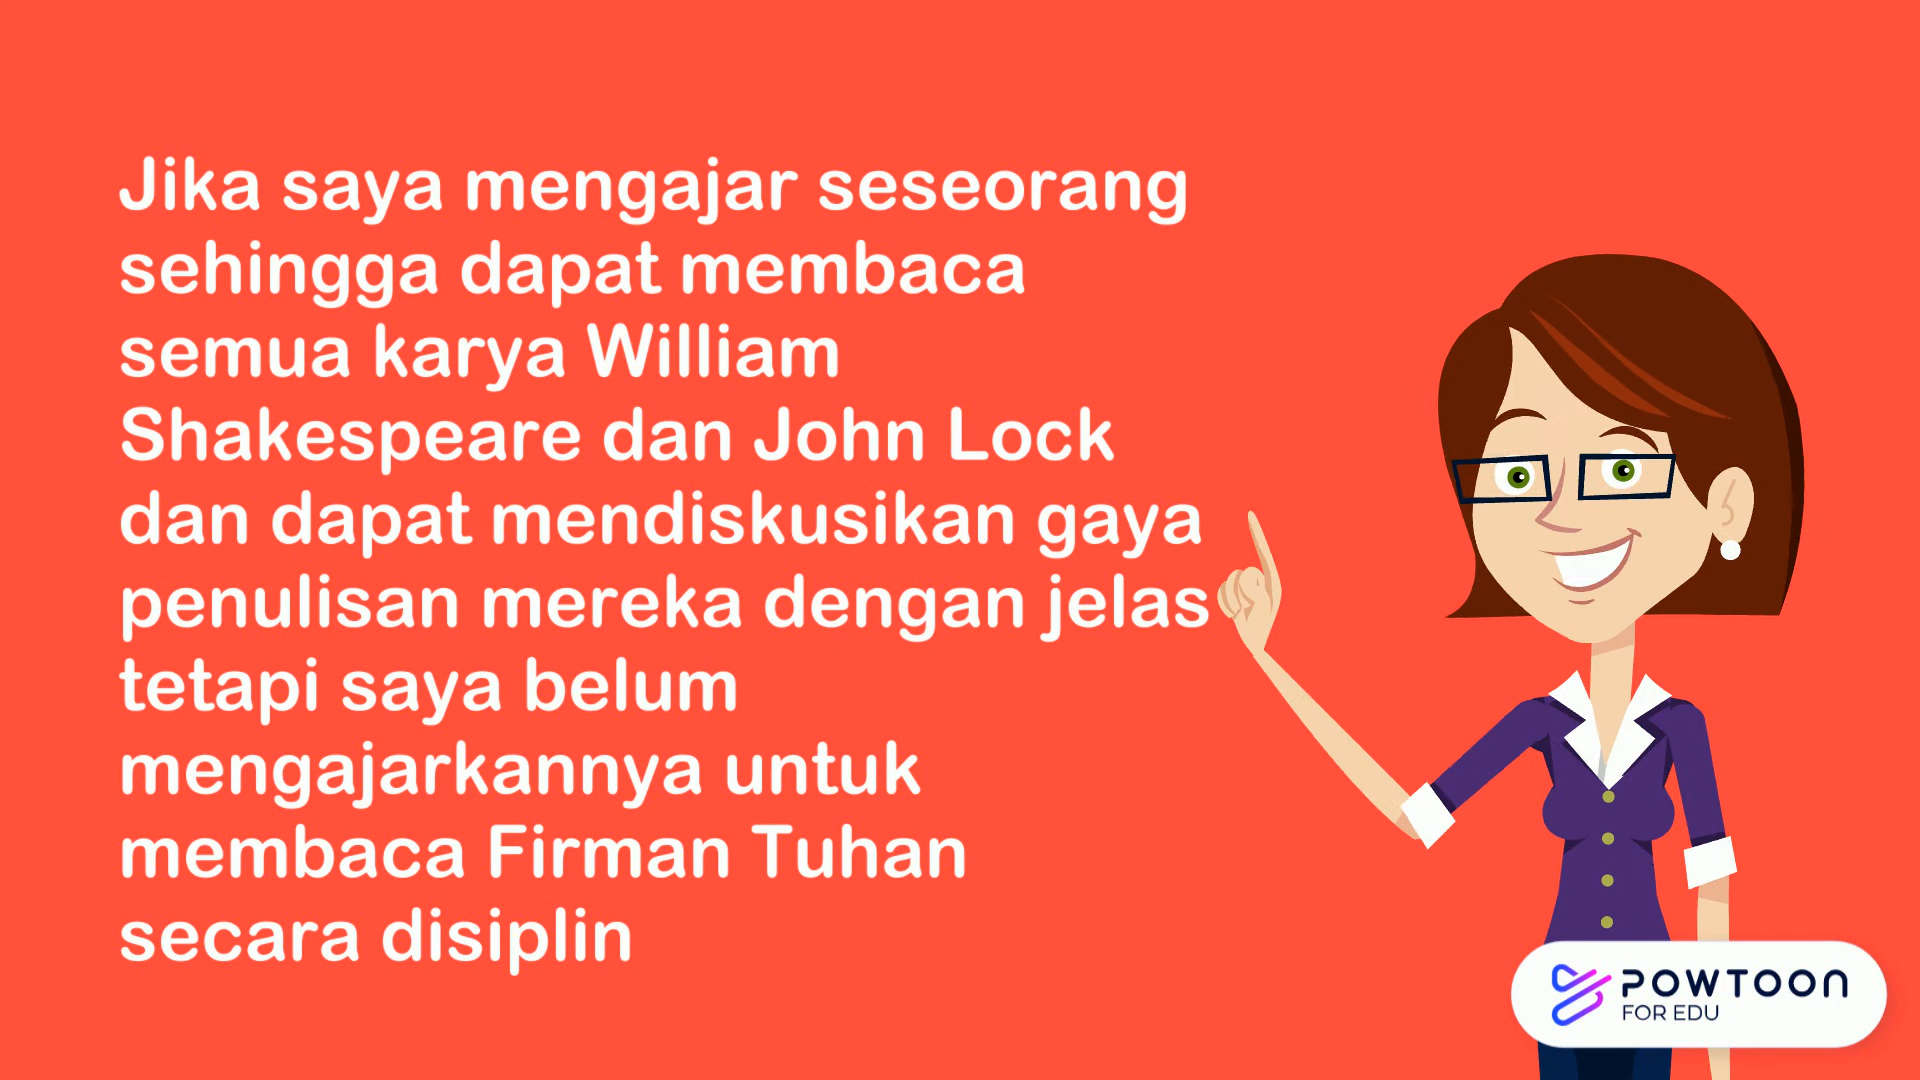 Jika saya mengajar seseorang
sehingga dapat membaca
semua karya William
Shakespeare dan John Lock
dan dapat mendiskusikan gaya
penulisan mereka dengan jelas
tetapi saya belum
mengajarkannya untuk
membaca Firman Tuhan
secara disiplin
POWTOON
FOR EDU